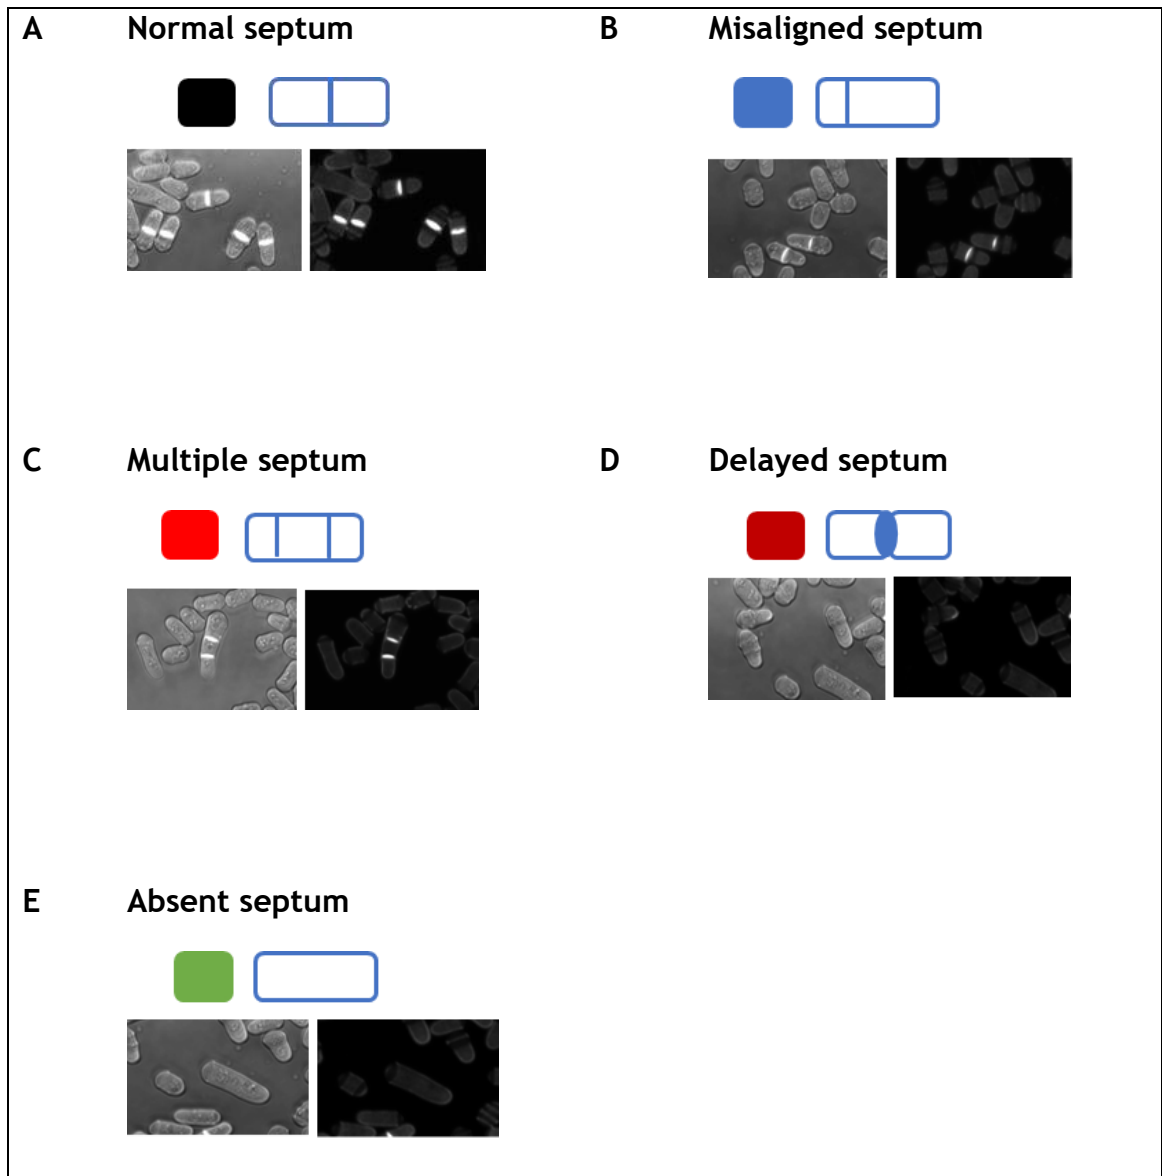 A Normal septum
B Misaligned septum
C Multiple septum
D Delayed septum
E Absent septum